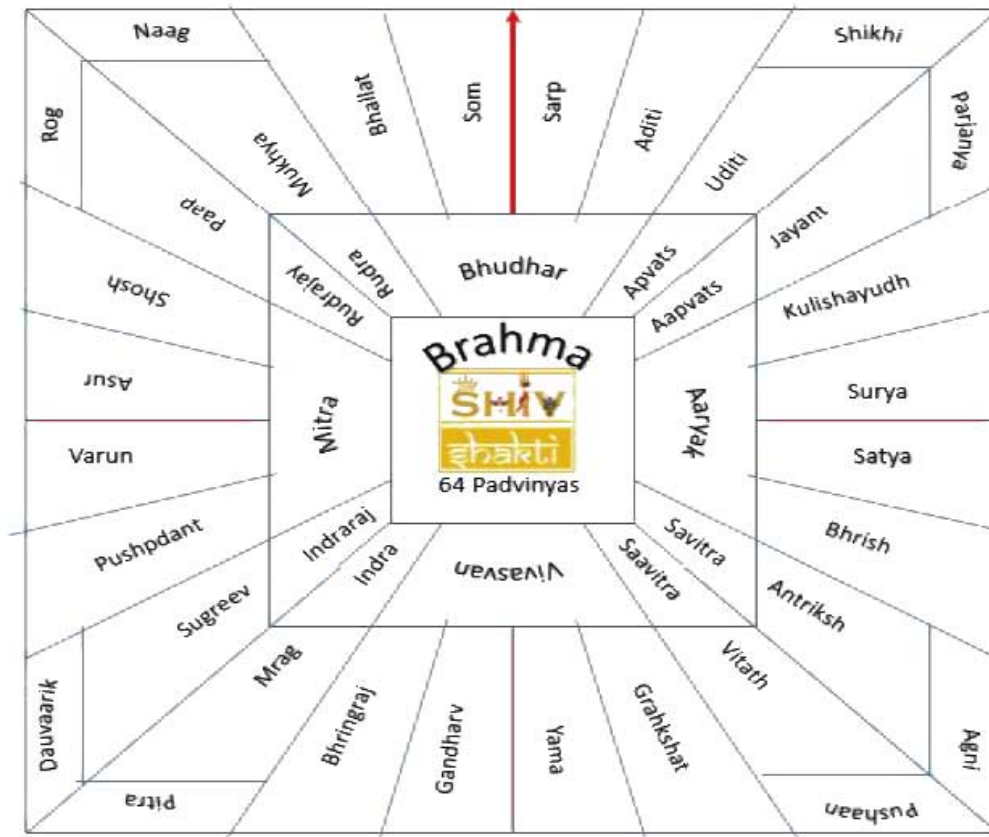 Naag
Shikhi
Rog
Bhallat
Som
Sarp
Aditi
Parjanya
Mukhya
Uditi
Paap
Jayant
Shosh
Rudra
Rudrajay
Bhudhar
Apvats
Aapvats
Kulishayudh
Asur
Mitra
Brahma
SHIV
shakti
64 Padvinyas
Aaryak
Surya
Varun
Satya
Pushpdant
Indraraj
Indra
Vivasvan
Savitra
Saavitra
Bhrish
Sugreev
Antriksh
Mrag
Vitath
Dauvaarik
Bhringraj
Gandharv
Yama
Grahkshat
Agni
Pitra
Pushaan